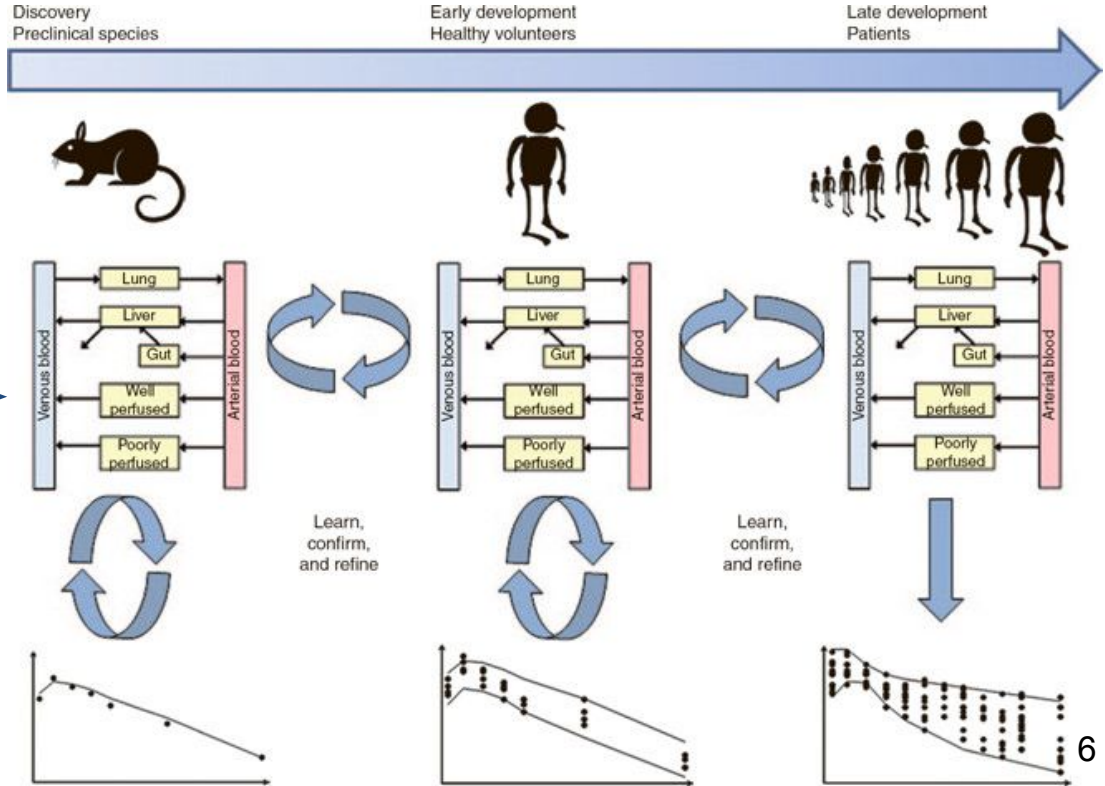 Discovery
Preclinical species
Early development
Healthy volunteers
Late development
Patients
Venous blood
Lung
Liver
Gut
Well
perfused
Poorly
perfused
Arterial blood
Venous blood
Lung
Liver
Gut
Well
perfused
Poorly
perfused
Arterial blood
Venous blood
Lung
Liver
Gut
Well
perfused
Poorly
perfused
Arterial blood
Learn,
confirm,
and refine
Learn,
confirm,
and refine
6